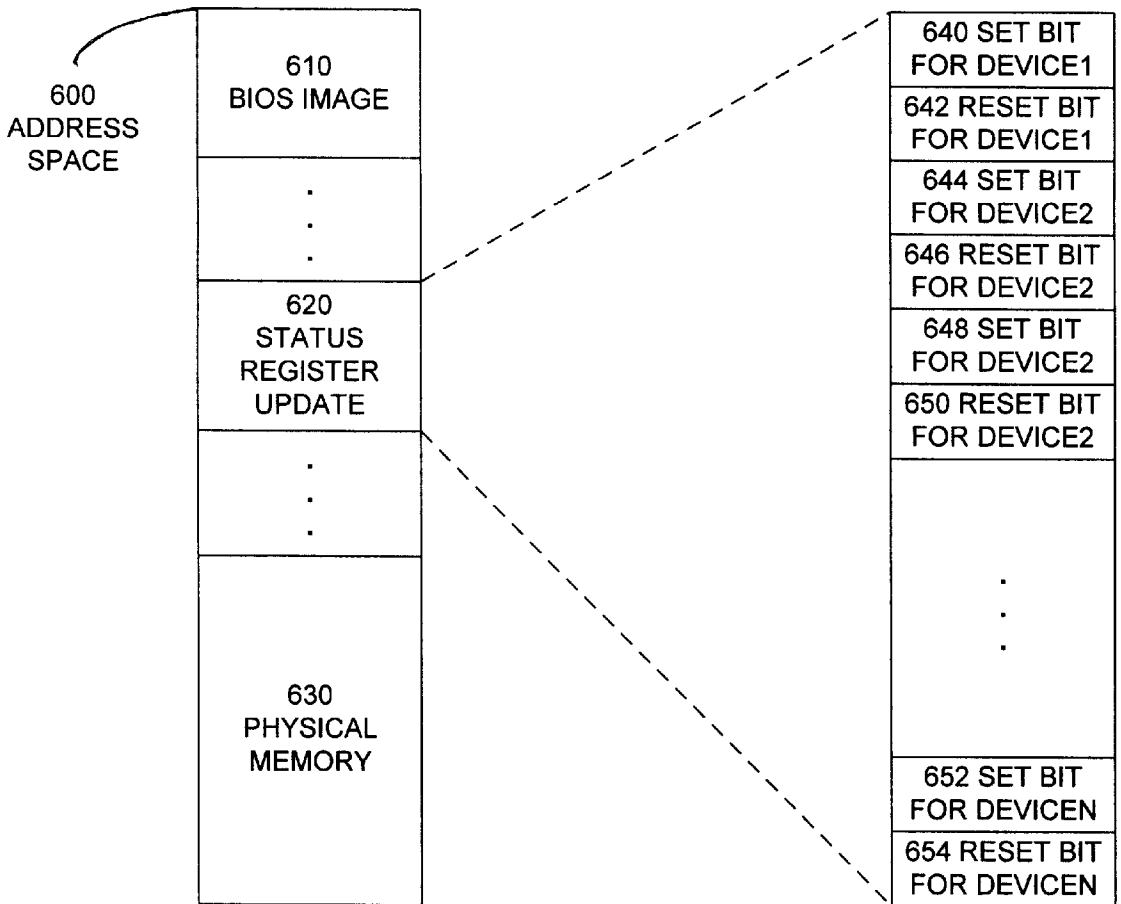 600
ADDRESS
SPACE
610
BIOS IMAGE
620
STATUS
REGISTER
UPDATE
630
PHYSICAL
MEMORY
640 SET BIT
FOR DEVICE1
642 RESET BIT
FOR DEVICE1
644 SET BIT
FOR DEVICE2
646 RESET BIT
FOR DEVICE2
648 SET BIT
FOR DEVICE2
650 RESET BIT
FOR DEVICE2
652 SET BIT
FOR DEVICEN
654 RESET BIT
FOR DEVICEN